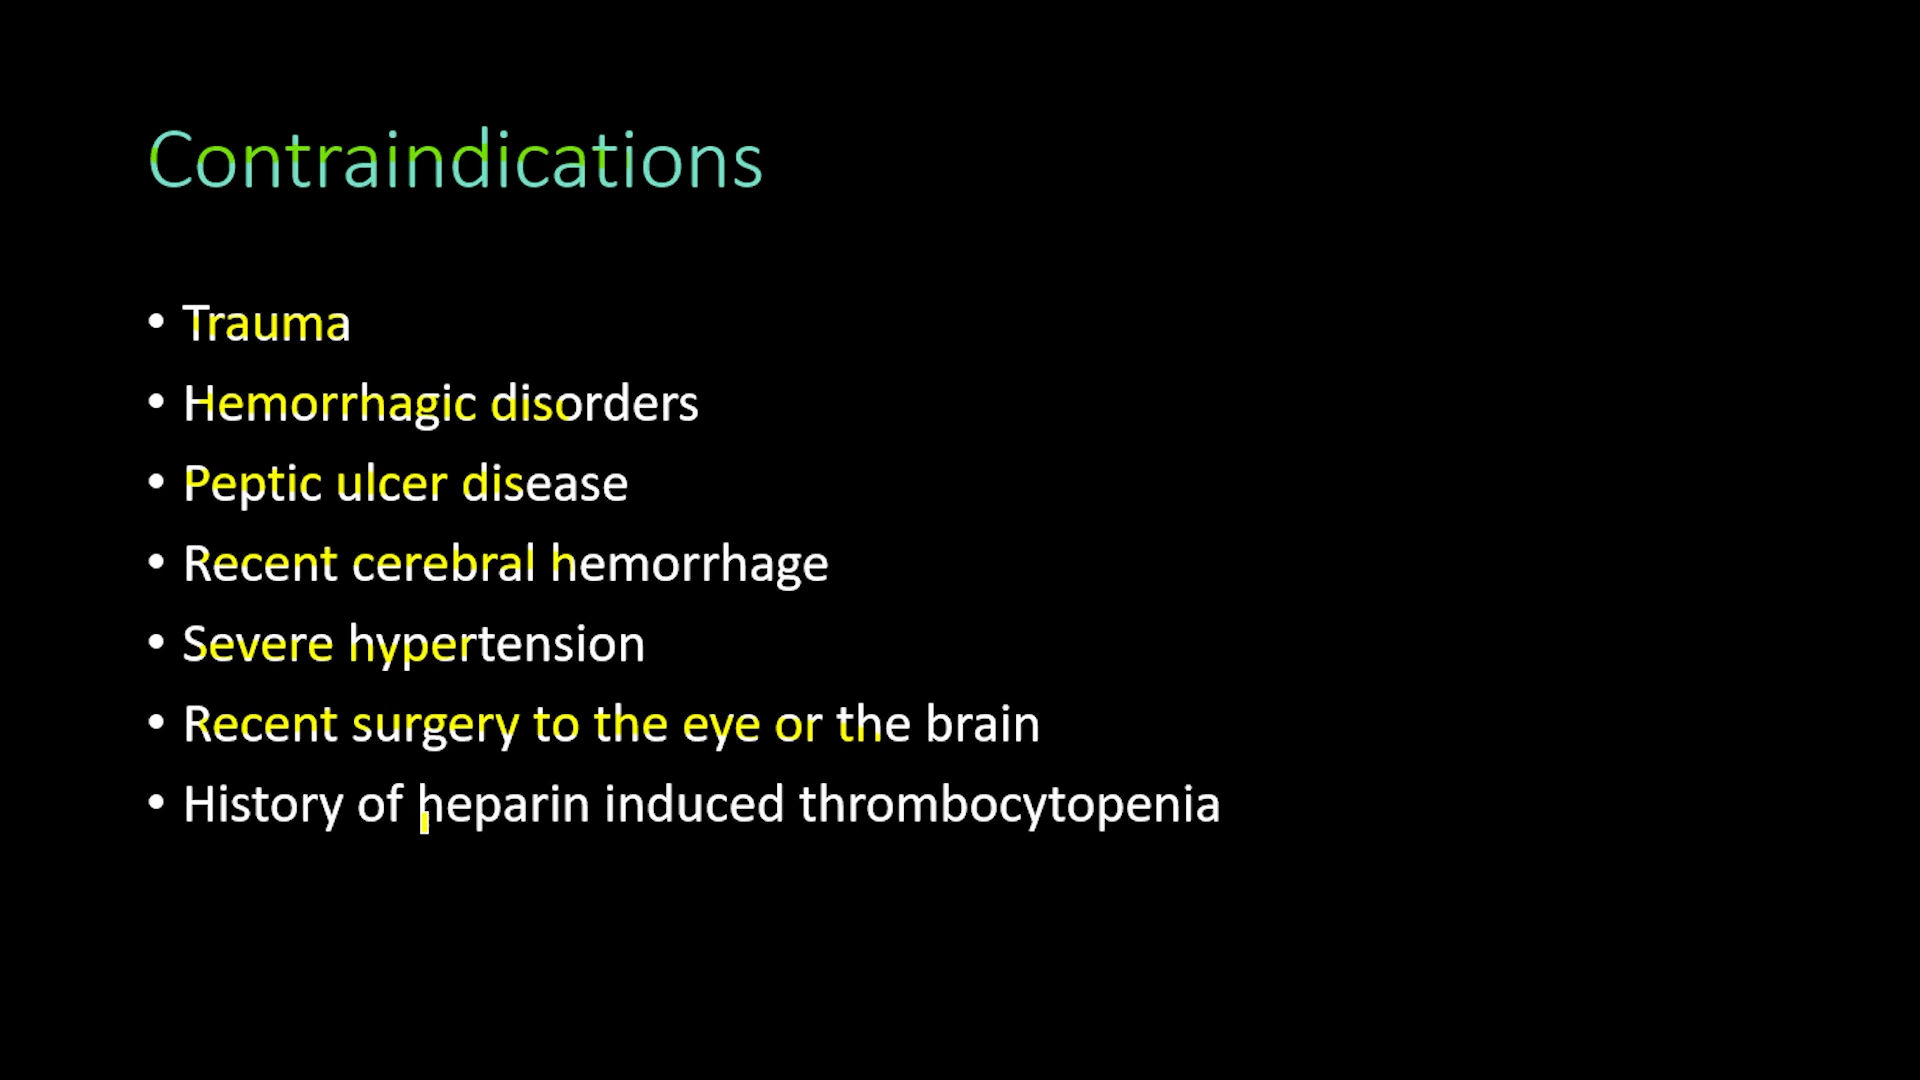 Contraindications
• Trauma
• Hemorrhagic disorders
• Peptic ulcer disease
• Recent cerebral hemorrhage
• Severe hypertension
• Recent surgery to the eye or the brain
• History of heparin induced thrombocytopenia